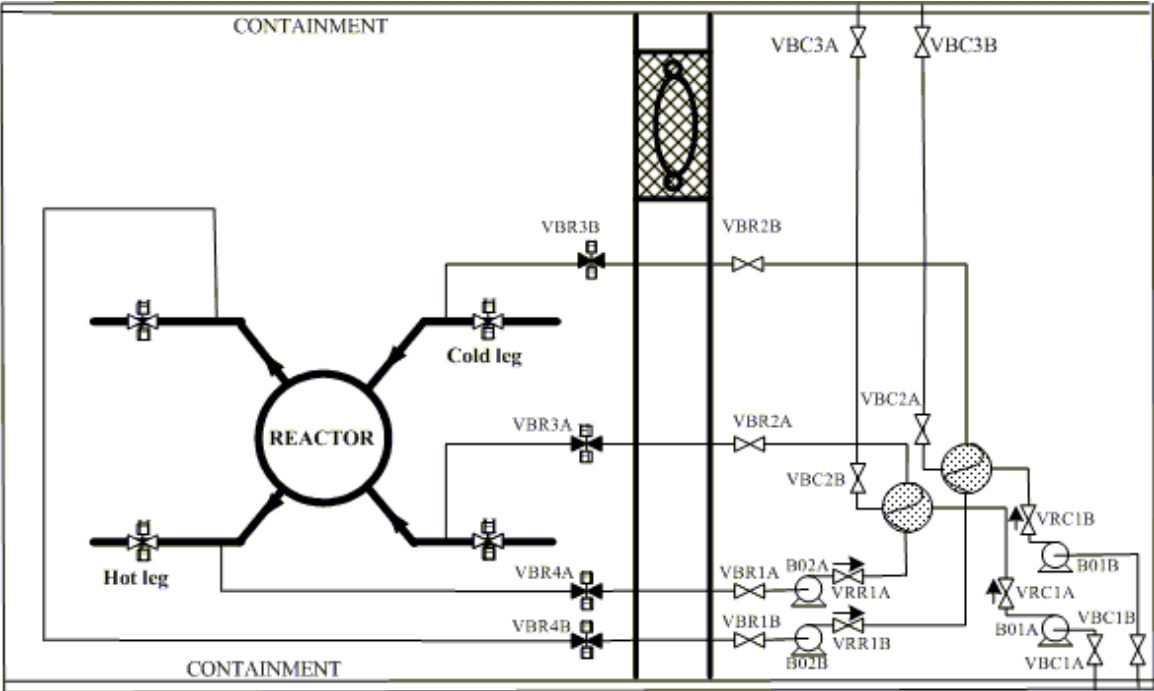 CONTAINMENT
VBC3A
VBC3B
VBR3B
VBR2B
Cold leg
VBC2A
REACTOR
VBR3A
VBR2A
VBC2B
VRC1B
Hot leg
VBR4A
VBR1A
B02A
VRR1A
B01B
VRC1A
VBR4B
VBR1B
B02B
VRR1B
B01A
VBC1B
VBC1A
CONTAINMENT